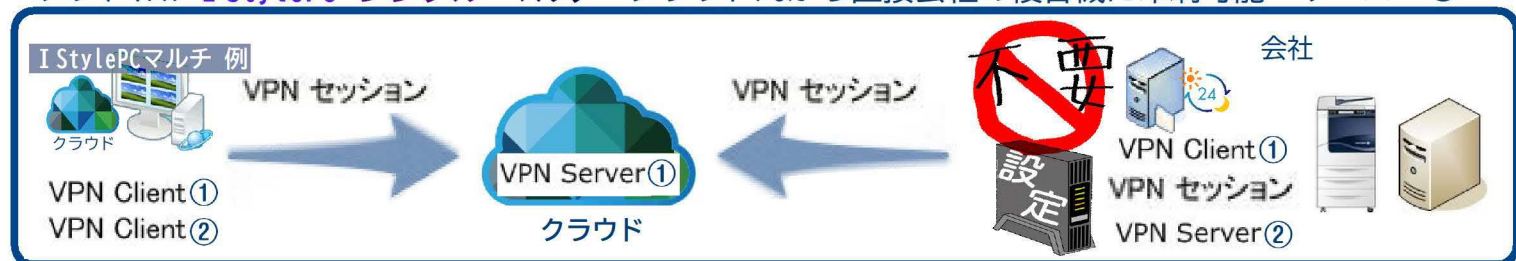 I StylePCマルチ 例
クラウド
VPN Client①
VPN Client②
VPN セッション
VPN Server①
クラウド
VPN セッション
不要
設定
24
会社
VPN Client①
VPN セッション
VPN Server②